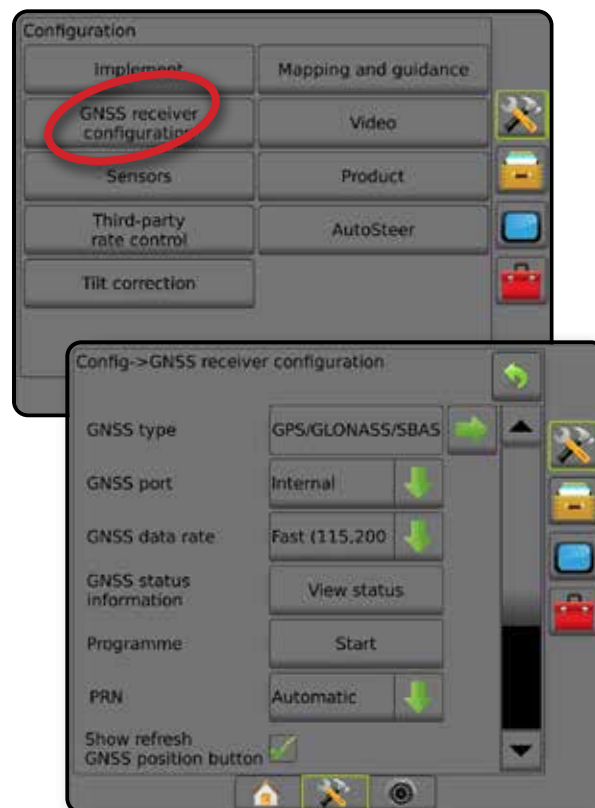 Configuration
Implement
Mapping and guidance
GNSS receiver
configuration
Video
Sensors
Product
Third-party
rate control
AutoSteer
Tilt correction
Config->GNSS receiver configuration
GNSS type
GPS/GLONASS/SBAS
GNSS port
Internal
GNSS data rate
Fast (115,200
GNSS status
information
View status
Programme
Start
PRN
Automatic
Show refresh
GNSS position button